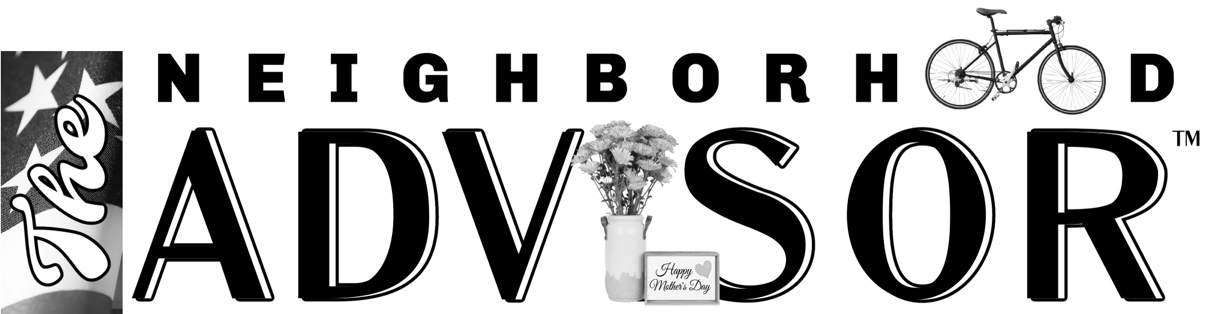 The
NEIGHBORHOOD
ADVISOR™
Happy
Mother's Day